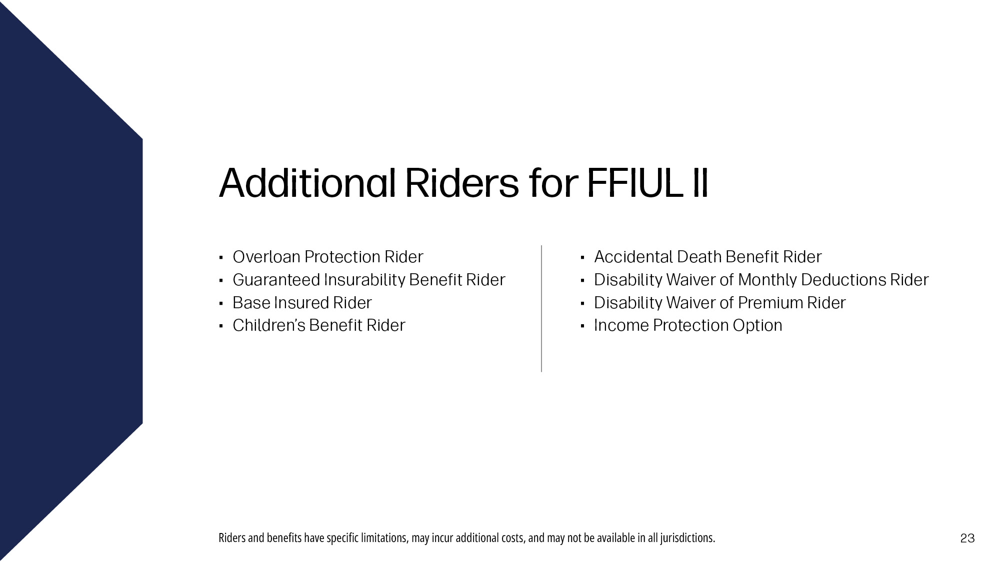 Additional Riders for FFIUL II
▪ Overloan Protection Rider
▪ Guaranteed Insurability Benefit Rider
▪ Base Insured Rider
▪ Children’s Benefit Rider
▪ Accidental Death Benefit Rider
▪ Disability Waiver of Monthly Deductions Rider
▪ Disability Waiver of Premium Rider
▪ Income Protection Option
Riders and benefits have specific limitations, may incur additional costs, and may not be available in all jurisdictions.
23